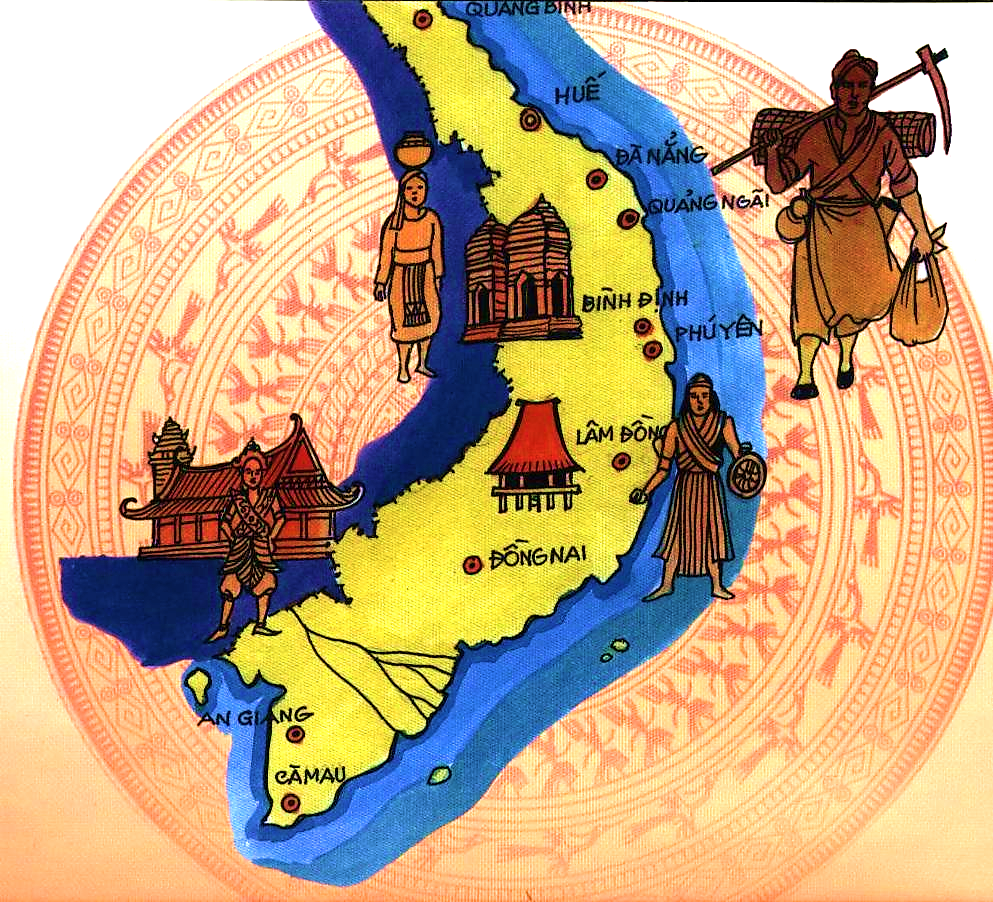 QUẢNG BÌNH
HUẾ
ĐÀ NẴNG
QUẢNG NGÃI
BÌNH ĐỊNH
PHÚ YÊN
LÂM ĐỒNG
ĐỒNG NAI
AN GIANG
CÀ MAU